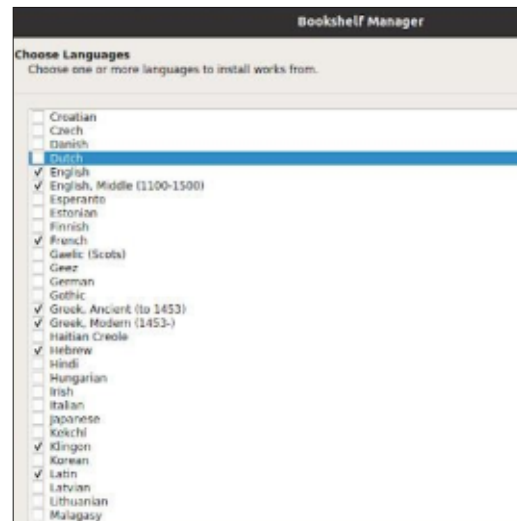 Bookshelf Manager
Choose Languages
Choose one or more languages to install works from.
Croatian
Czech
Danish
Dutch
English
English, Middle (1100-1500)
Esperanto
Estonian
Finnish
French
Gaelic (Scots)
Geez
German
Gothic
Greek, Ancient (to 1453)
Greek, Modern (1453-)
Haitian Creole
Hebrew
Hindi
Hungarian
Irish
Italian
Japanese
Kekchí
Klingon
Korean
Latin
Latvian
Lithuanian
Malagasy